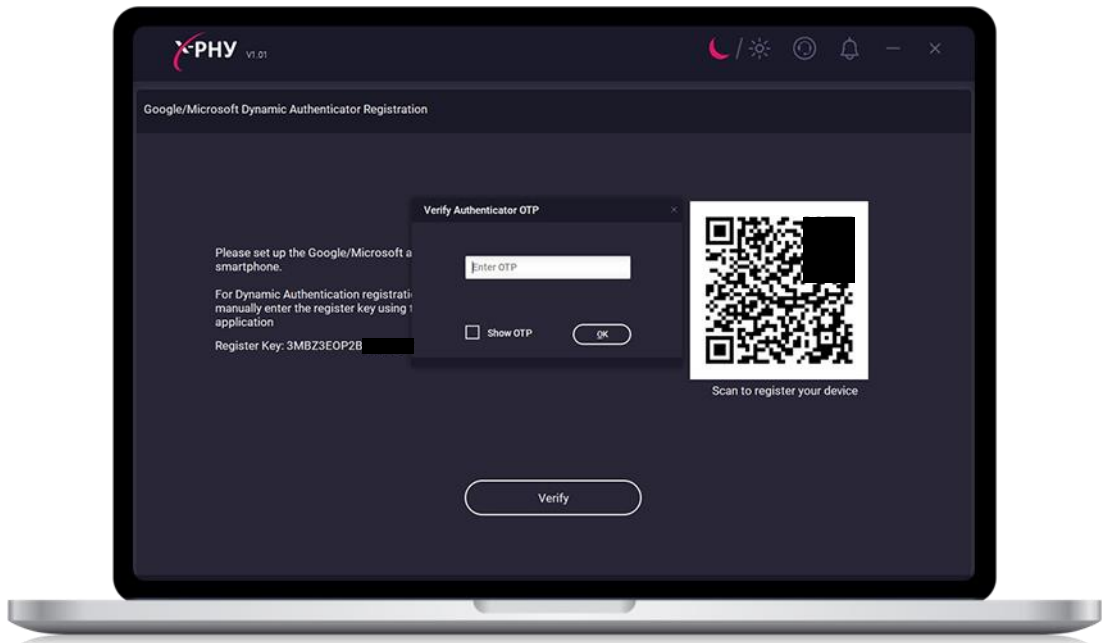 X-PHY V1.01
Google/Microsoft Dynamic Authenticator Registration
Verify Authenticator OTP
Please set up the Google/Microsoft a
smartphone.
Enter OTP
For Dynamic Authentication registrati
manually enter the register key using
application
Show OTP
OK
Register Key: 3MBZ3EOP2B
Scan to register your device
Verify